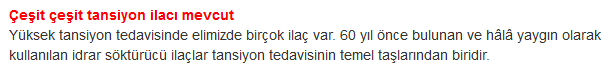 Çeşit çeşit tansiyon ilacı mevcut
Yüksek tansiyon tedavisinde elimizde birçok ilaç var. 60 yıl önce bulunan ve hâlâ yaygın olarak
kullanılan idrar söktürücü ilaçlar tansiyon tedavisinin temel taşlarından biridir.